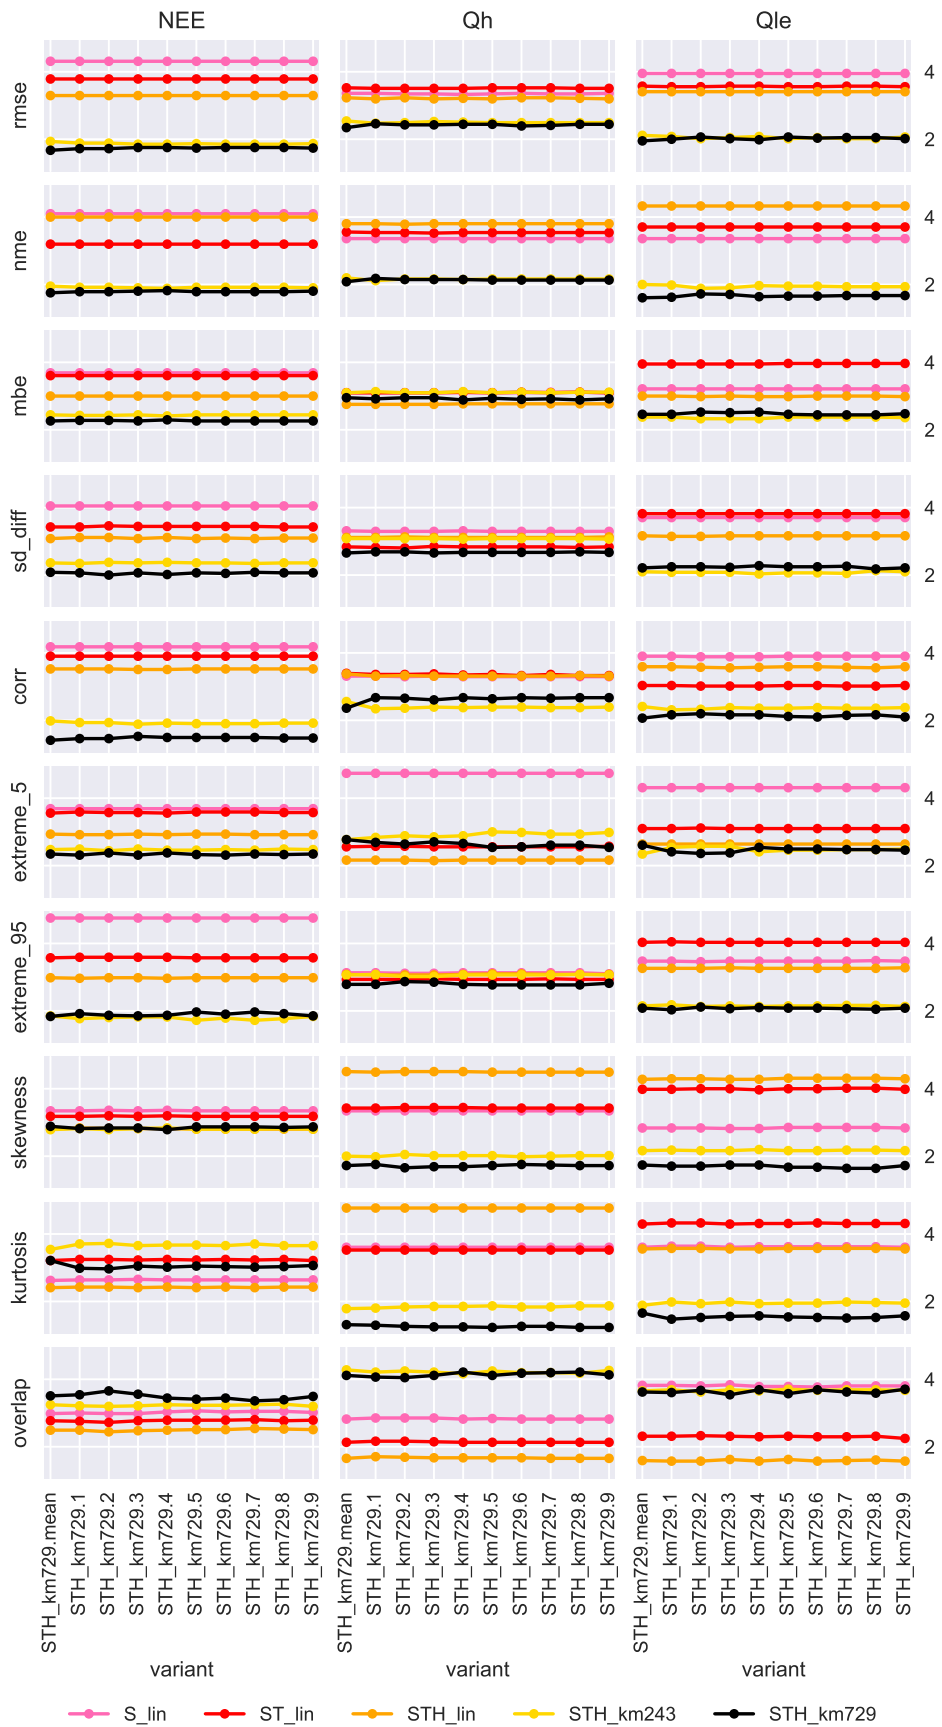 NEE Qh Qle
rmse 4
2
nme 4
2
mbe 4
2
sd_diff 4
2
corr 4
2
extreme_5 4
2
extreme_95 4
2
skewness 4
2
kurtosis 4
2
overlap 4
2
STH_km729.mean STH_km729.1 STH_km729.2 STH_km729.3 STH_km729.4 STH_km729.5 STH_km729.6 STH_km729.7 STH_km729.8 STH_km729.9 STH_km729.mean STH_km729.1 STH_km729.2 STH_km729.3 STH_km729.4 STH_km729.5 STH_km729.6 STH_km729.7 STH_km729.8 STH_km729.9 STH_km729.mean STH_km729.1 STH_km729.2 STH_km729.3 STH_km729.4 STH_km729.5 STH_km729.6 STH_km729.7 STH_km729.8 STH_km729.9
variant variant variant
S_lin ST_lin STH_lin STH_km243 STH_km729